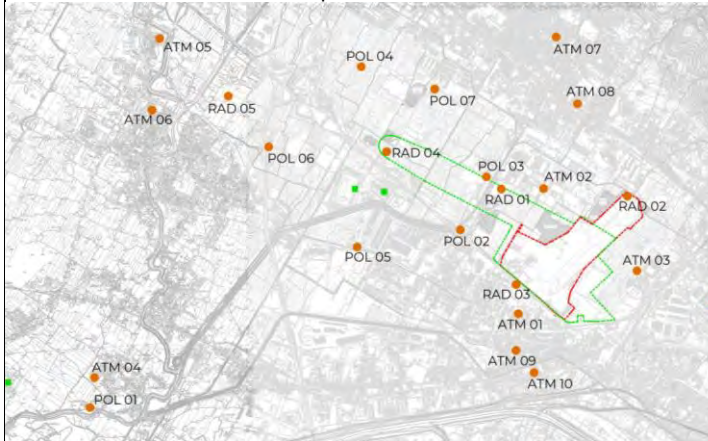 ATM 05
ATM 07
POL 04
POL 07
ATM 08
RAD 05
ATM 06
POL 06
RAD 04
POL 03
RAD 01
ATM 02
RAD 02
POL 02
POL 05
ATM 03
RAD 03
ATM 01
ATM 09
ATM 10
ATM 04
POL 01